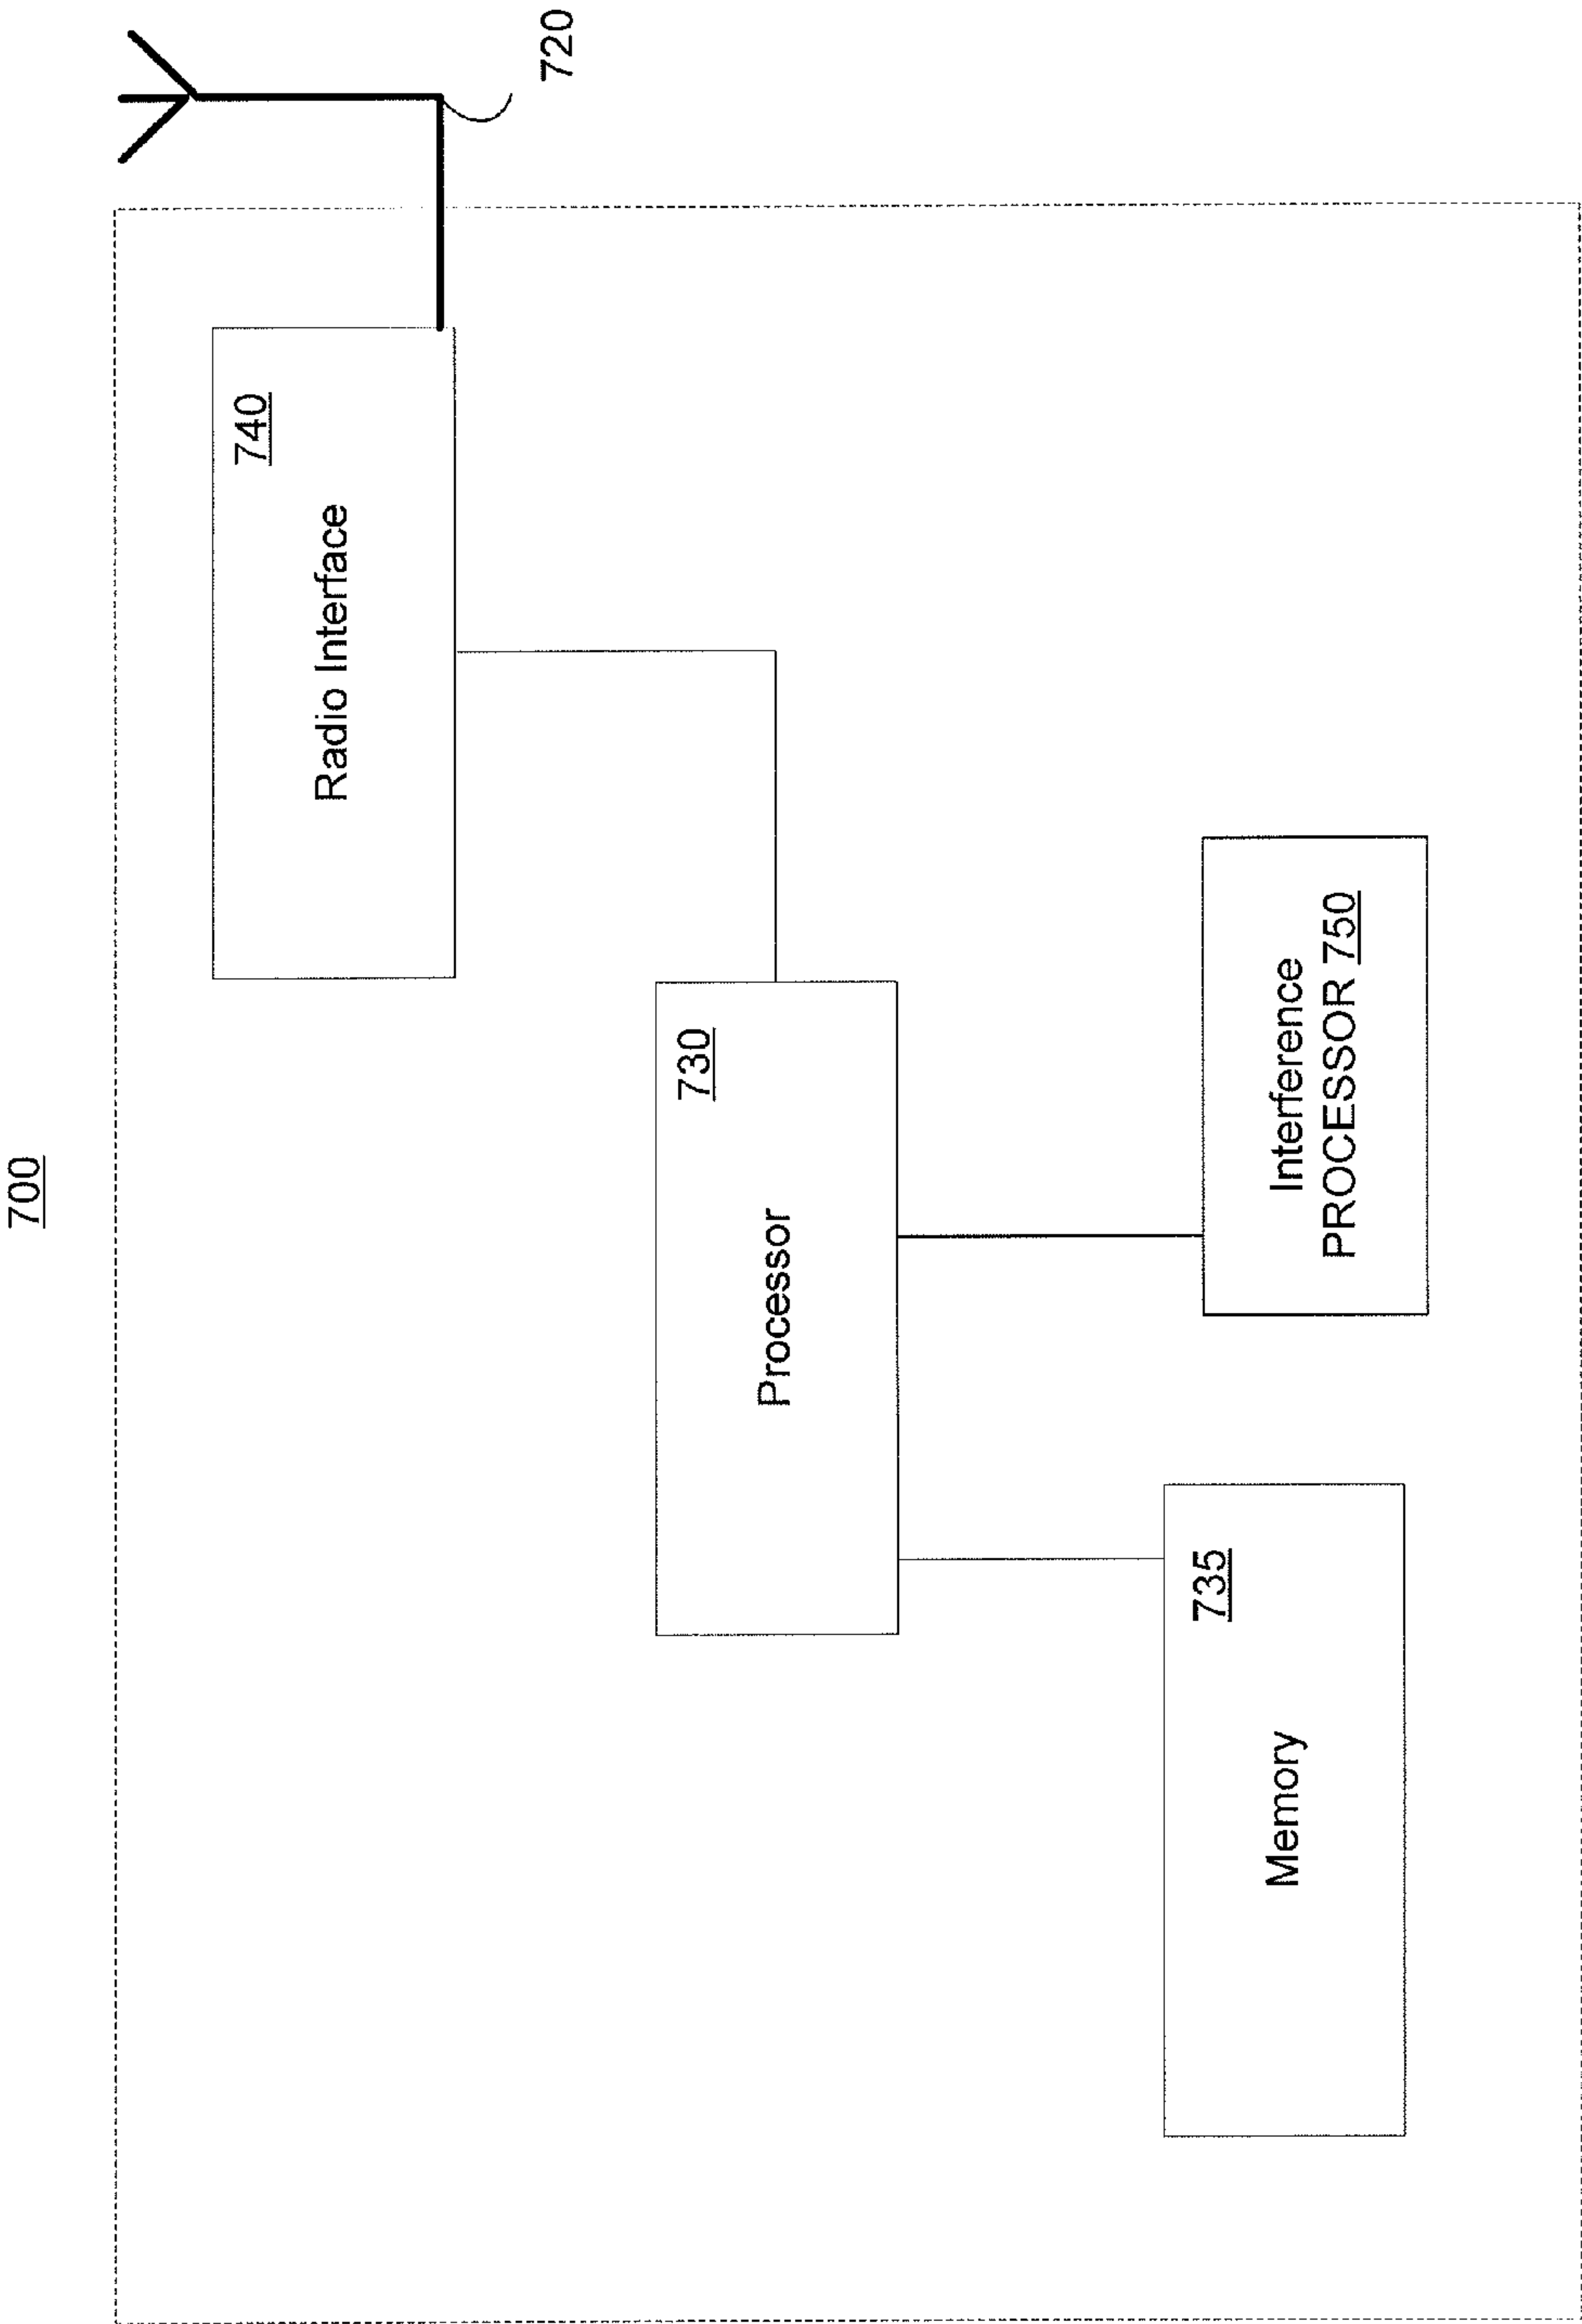 700
720
740
Radio Interface
730
Processor
Interference
PROCESSOR 750
735
Memory